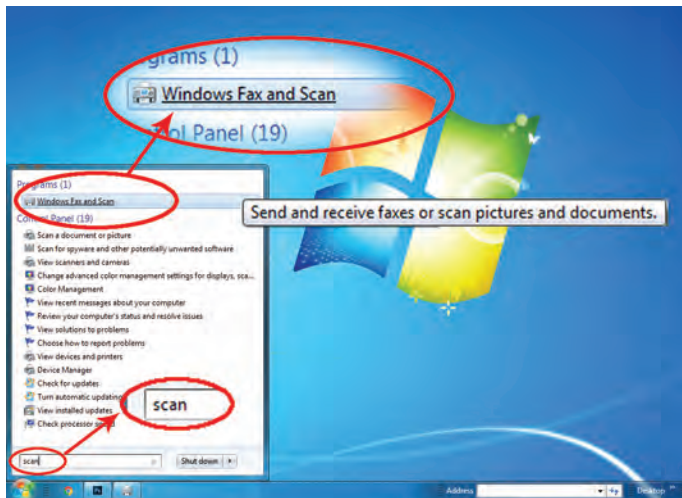 Programs (1)
Windows Fax and Scan
Control Panel (19)
Programs (1)
Windows Fax and Scan
Control Panel (19)
Send and receive faxes or scan pictures and documents.
Scan a document or picture
Scan for spyware and other potentially unwanted software
View scanners and cameras
Change advanced color management settings for displays, sca...
Color Management
View recent messages about your computer
Review your computer's status and resolve issues
View solutions to problems
Choose how to report problems
View devices and printers
Device Manager
Check for updates
Turn automatic updating
View installed updates
Check processor speed
scan
scan
Shut down
Address
Desktop